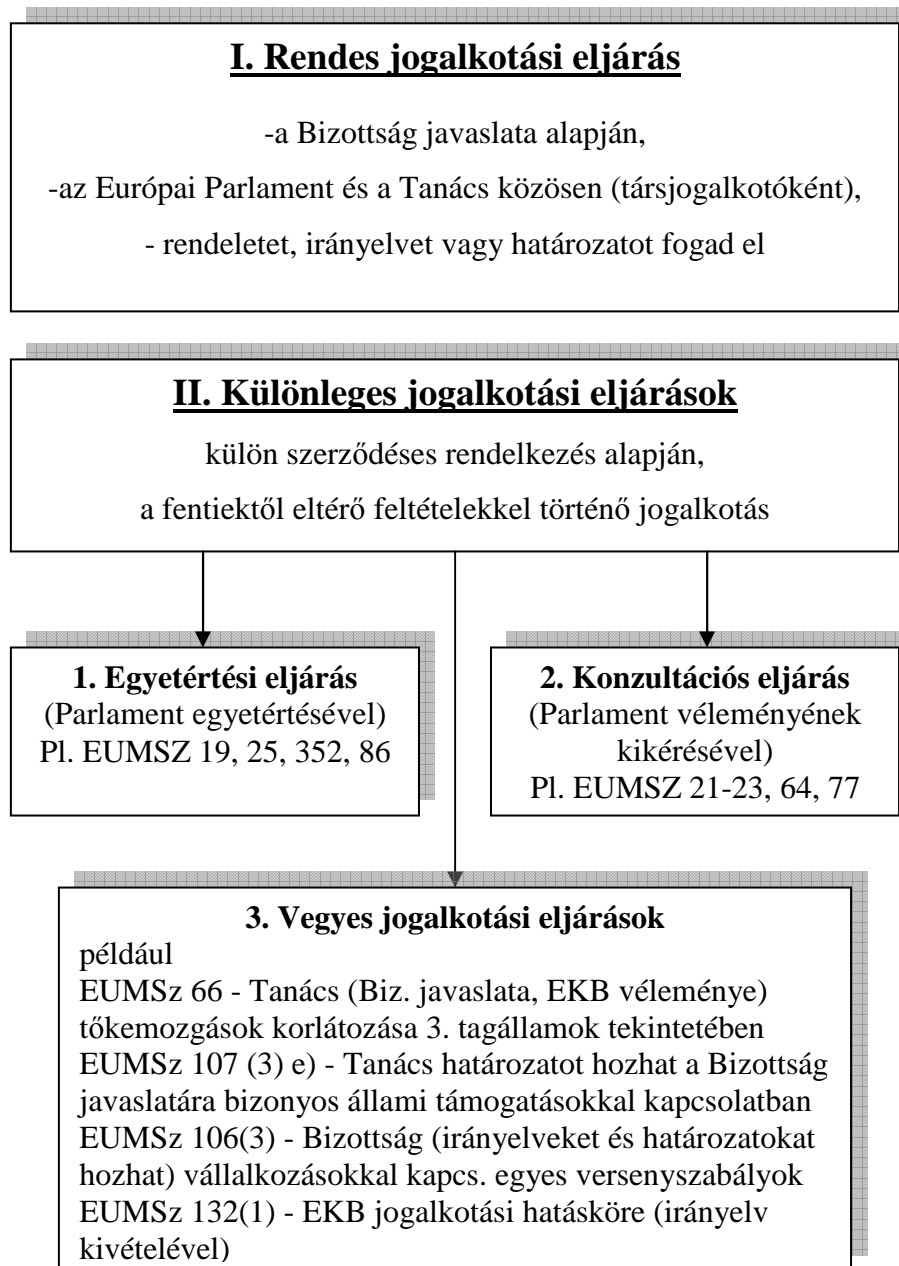 I. Rendes jogalkotási eljárás
-a Bizottság javaslata alapján,
-az Európai Parlament és a Tanács közösen (társjogalkotóként),
- rendeletet, irányelvet vagy határozatot fogad el
II. Különleges jogalkotási eljárások
külön szerződéses rendelkezés alapján,
a fentiektől eltérő feltételekkel történő jogalkotás
1. Egyetértési eljárás
(Parlament egyetértésével)
Pl. EUMSZ 19, 25, 352, 86
2. Konzultációs eljárás
(Parlament véleményének
kikérésével)
Pl. EUMSZ 21-23, 64, 77
3. Vegyes jogalkotási eljárások
például
EUMSz 66 - Tanács (Biz. javaslata, EKB véleménye)
tőkemozgások korlátozása 3. tagállamok tekintetében
EUMSz 107 (3) e) - Tanács határozatot hozhat a Bizottság
javaslatára bizonyos állami támogatásokkal kapcsolatban
EUMSz 106(3) - Bizottság (irányelveket és határozatokat
hozhat) vállalkozásokkal kapcs. egyes versenyszabályok
EUMSz 132(1) - EKB jogalkotási hatásköre (irányelv
kivételével)